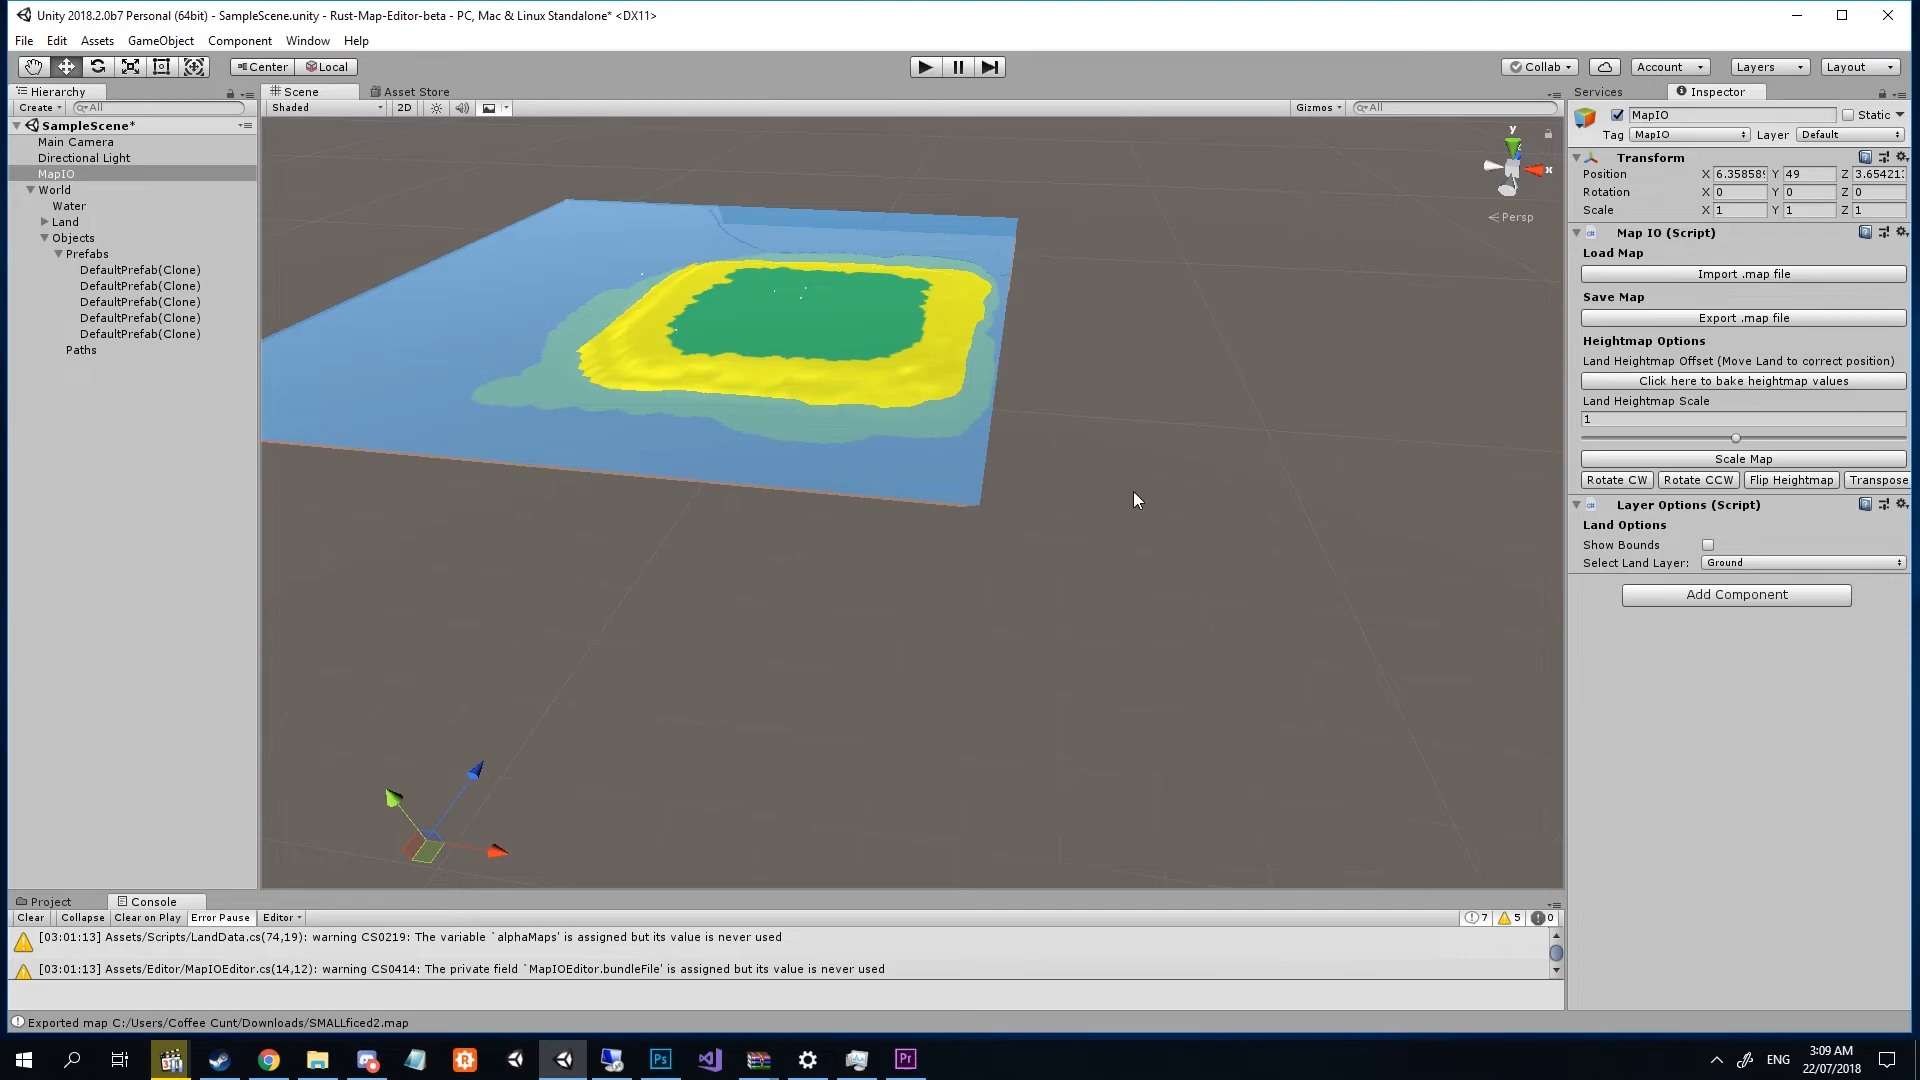 Unity 2018.2.0b7 Personal (64bit) - SampleScene.unity - Rust-Map-Editor-beta - PC, Mac & Linux Standalone* <DX11>
File Edit Assets GameObject Component Window Help
Center Local Collab Account Layers Layout
Hierarchy Scene Asset Store Services Inspector
Create All Shaded 2D Gizmos All
MapIO Static
Tag MapIO Layer Default
SampleScene*
Main Camera
Directional Light
MapIO
World
Water
Land
Objects
Prefabs
DefaultPrefab(Clone)
DefaultPrefab(Clone)
DefaultPrefab(Clone)
DefaultPrefab(Clone)
DefaultPrefab(Clone)
Paths
y
x
Persp
Transform
Position X 6.358589 Y 49 Z 3.654213
Rotation X 0 Y 0 Z 0
Scale X 1 Y 1 Z 1
Map IO (Script)
Load Map
Import .map file
Save Map
Export .map file
Heightmap Options
Land Heightmap Offset (Move Land to correct position)
Click here to bake heightmap values
Land Heightmap Scale
1
Scale Map
Rotate CW Rotate CCW Flip Heightmap Transpose
Layer Options (Script)
Land Options
Show Bounds
Select Land Layer: Ground
Add Component
Project Console
Clear Collapse Clear on Play Error Pause Editor 7 5 0
[03:01:13] Assets/Scripts/LandData.cs(74,19): warning CS0219: The variable `alphaMaps' is assigned but its value is never used
[03:01:13] Assets/Editor/MapIOEditor.cs(14,12): warning CS0414: The private field `MapIOEditor.bundleFile' is assigned but its value is never used
Exported map C:/Users/Coffee Cunt/Downloads/SMALLficed2.map
Ps Pr ENG 3:09 AM
22/07/2018